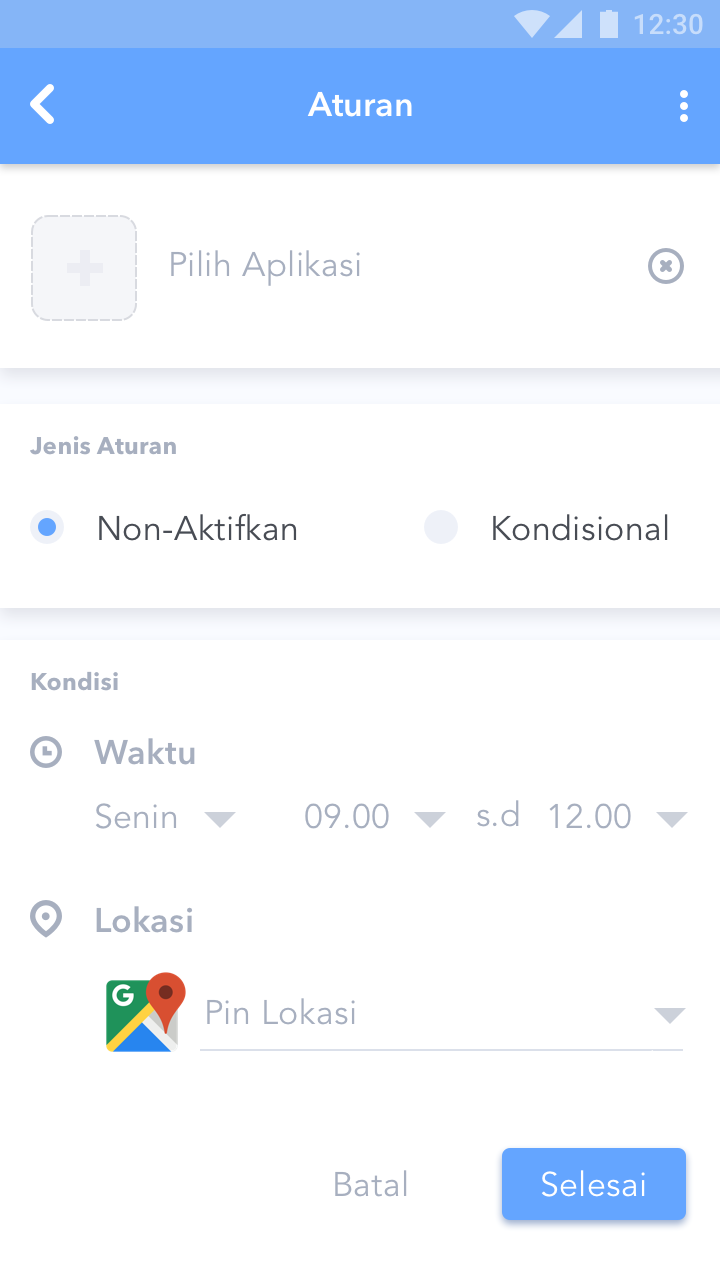 12:30
Aturan
Pilih Aplikasi
Jenis Aturan
Non-Aktifkan Kondisional
Kondisi
Waktu
Senin 09.00 s.d 12.00
Lokasi
G
Pin Lokasi
Batal Selesai